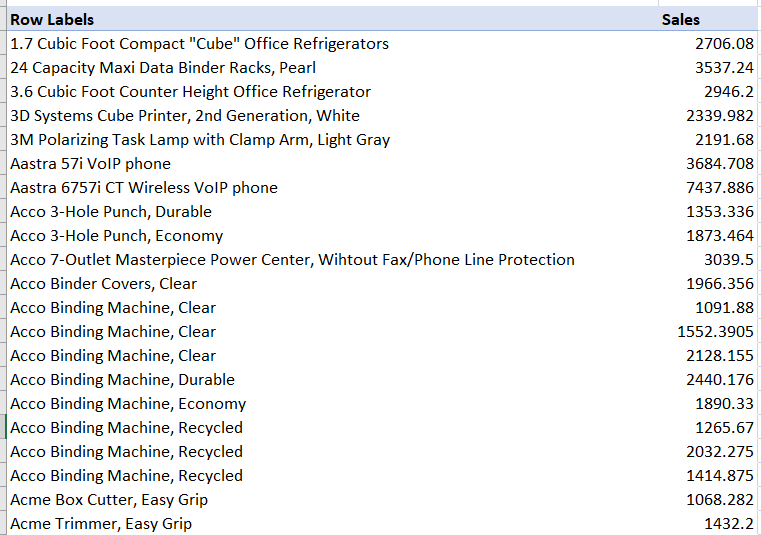 Row Labels Sales
1.7 Cubic Foot Compact "Cube" Office Refrigerators 2706.08
24 Capacity Maxi Data Binder Racks, Pearl 3537.24
3.6 Cubic Foot Counter Height Office Refrigerator 2946.2
3D Systems Cube Printer, 2nd Generation, White 2339.982
3M Polarizing Task Lamp with Clamp Arm, Light Gray 2191.68
Aastra 57i VoIP phone 3684.708
Aastra 6757i CT Wireless VoIP phone 7437.886
Acco 3-Hole Punch, Durable 1353.336
Acco 3-Hole Punch, Economy 1873.464
Acco 7-Outlet Masterpiece Power Center, Wihtout Fax/Phone Line Protection 3039.5
Acco Binder Covers, Clear 1966.356
Acco Binding Machine, Clear 1091.88
Acco Binding Machine, Clear 1552.3905
Acco Binding Machine, Clear 2128.155
Acco Binding Machine, Durable 2440.176
Acco Binding Machine, Economy 1890.33
Acco Binding Machine, Recycled 1265.67
Acco Binding Machine, Recycled 2032.275
Acco Binding Machine, Recycled 1414.875
Acme Box Cutter, Easy Grip 1068.282
Acme Trimmer, Easy Grip 1432.2